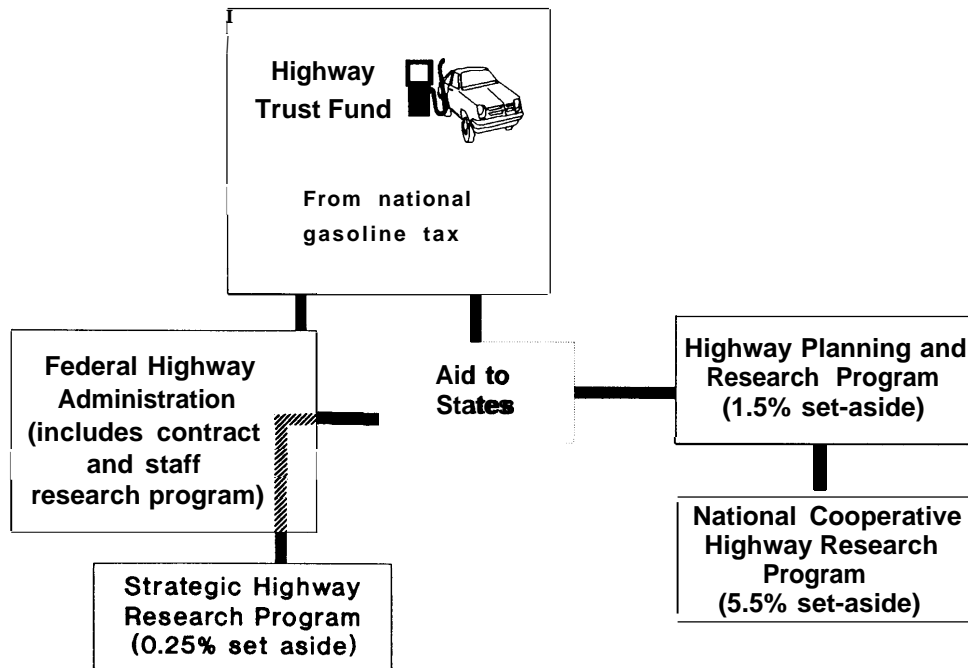 Highway
Trust Fund
From national
gasoline tax
Federal Highway
Administration
(includes contract
and staff
research program)
Aid to
States
Highway Planning and
Research Program
(1.5% set-aside)
National Cooperative
Highway Research
Program
(5.5% set-aside)
Strategic Highway
Research Program
(0.25% set aside)